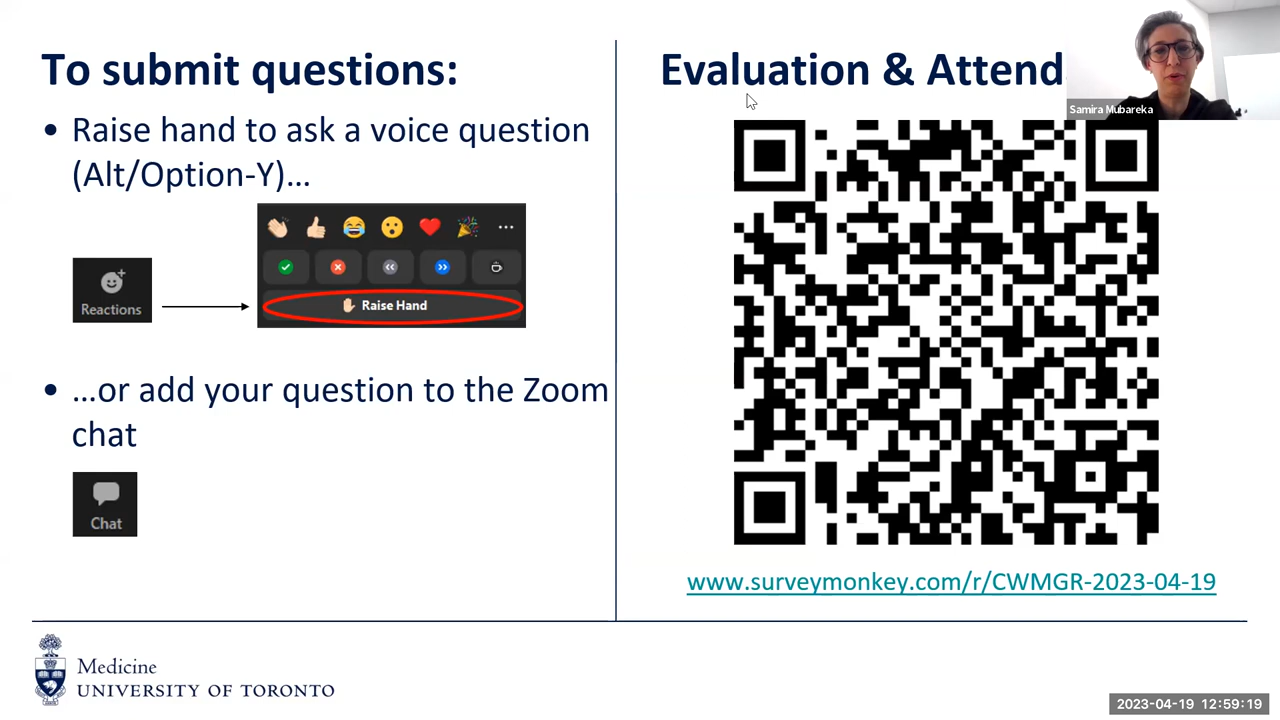 To submit questions:
• Raise hand to ask a voice question
(Alt/Option-Y)…
Reactions
Raise Hand
• …or add your question to the Zoom
chat
Chat
Evaluation & Attend
Samira Mubareka
www.surveymonkey.com/r/CWMGR-2023-04-19
Medicine
UNIVERSITY OF TORONTO
2023-04-19 12:59:19